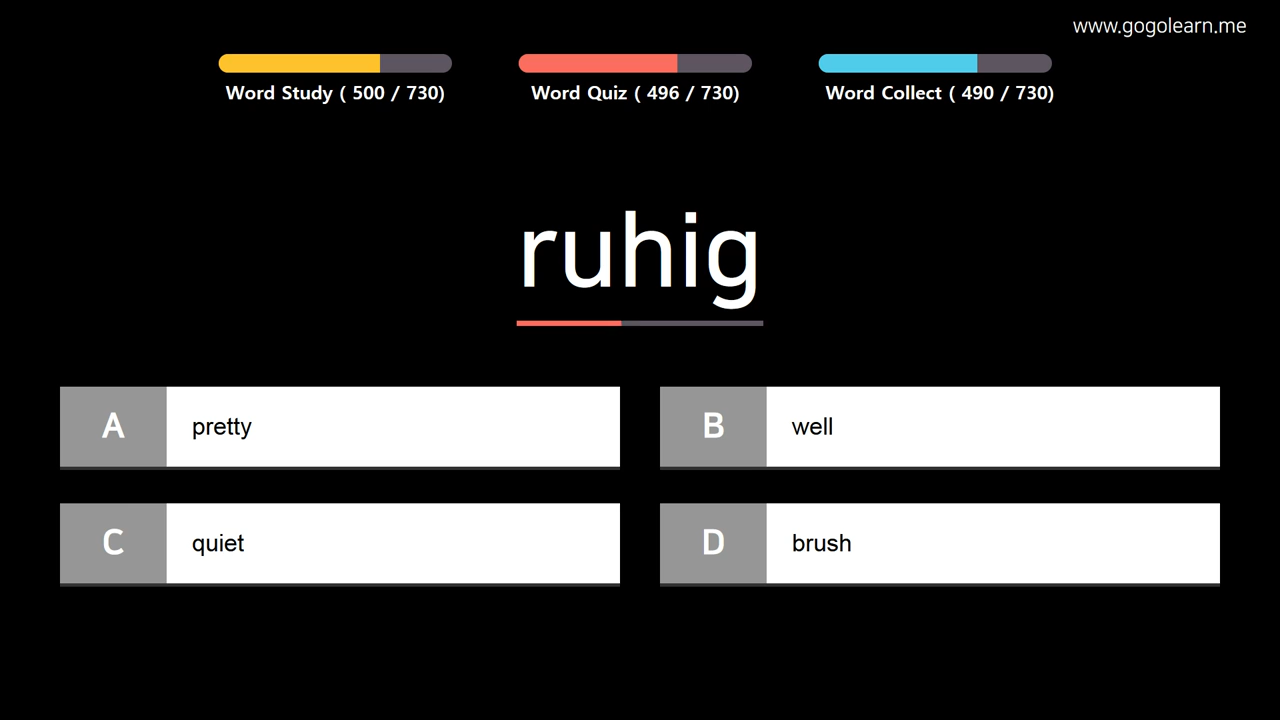 www.gogolearn.me
Word Study ( 500 / 730)
Word Quiz ( 496 / 730)
Word Collect ( 490 / 730)
ruhig
A pretty
B well
C quiet
D brush